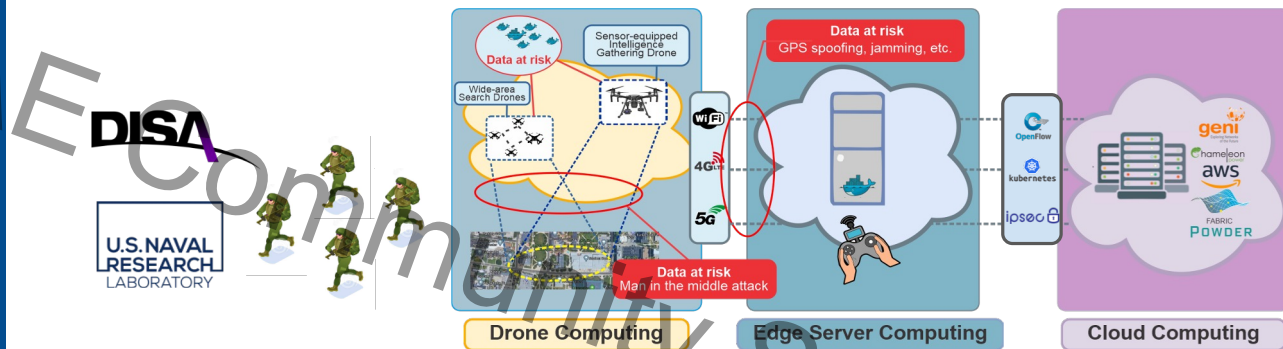 DISA
U.S. NAVAL
RESEARCH
LABORATORY
Data at risk
Sensor-equipped
Intelligence
Gathering Drone
Wide-area
Search Drones
Data at risk
GPS spoofing, jamming, etc.
WiFi
4G LTE
5G
Data at risk
Man in the middle attack
OpenFlow
kubernetes
ipsec
geni
Chameleon
aws
FABRIC
POWDER
Drone Computing
Edge Server Computing
Cloud Computing
E Community